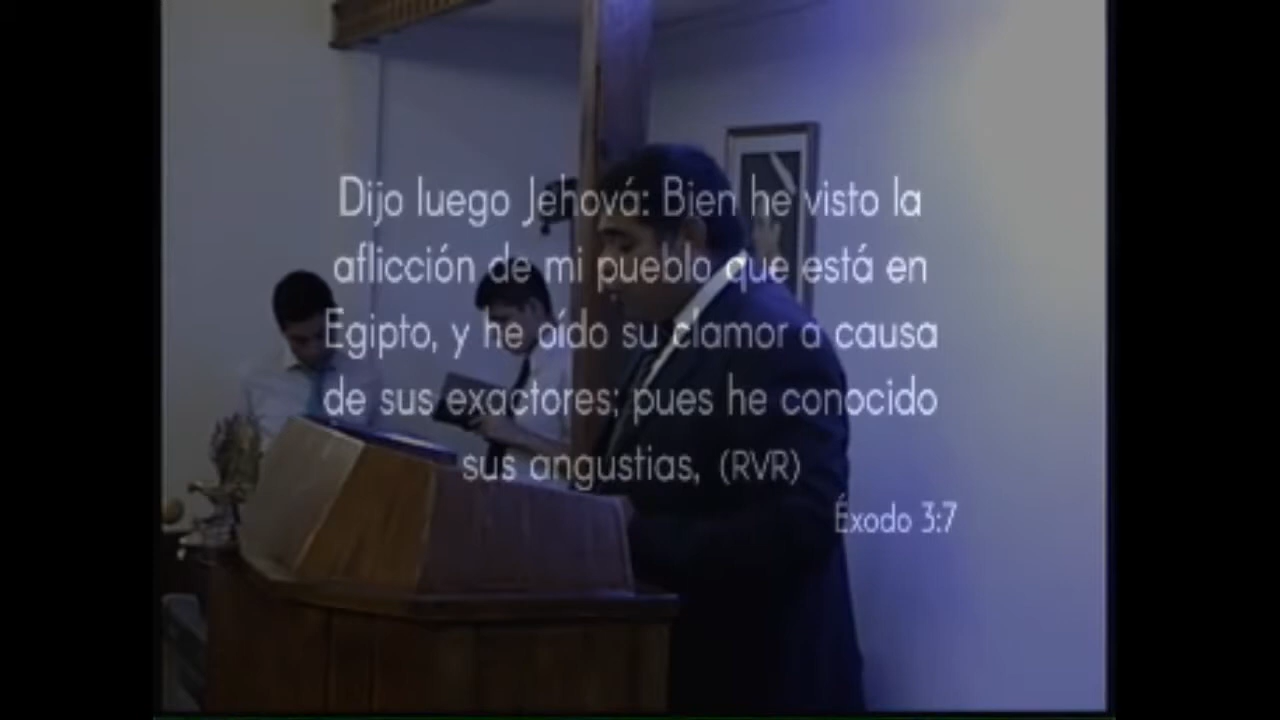 Dijo luego Jehová: Bien he visto la
aflicción de mi pueblo que está en
Egipto, y he oído su clamor a causa
de sus exactores; pues he conocido
sus angustias, (RVR)
Éxodo 3:7